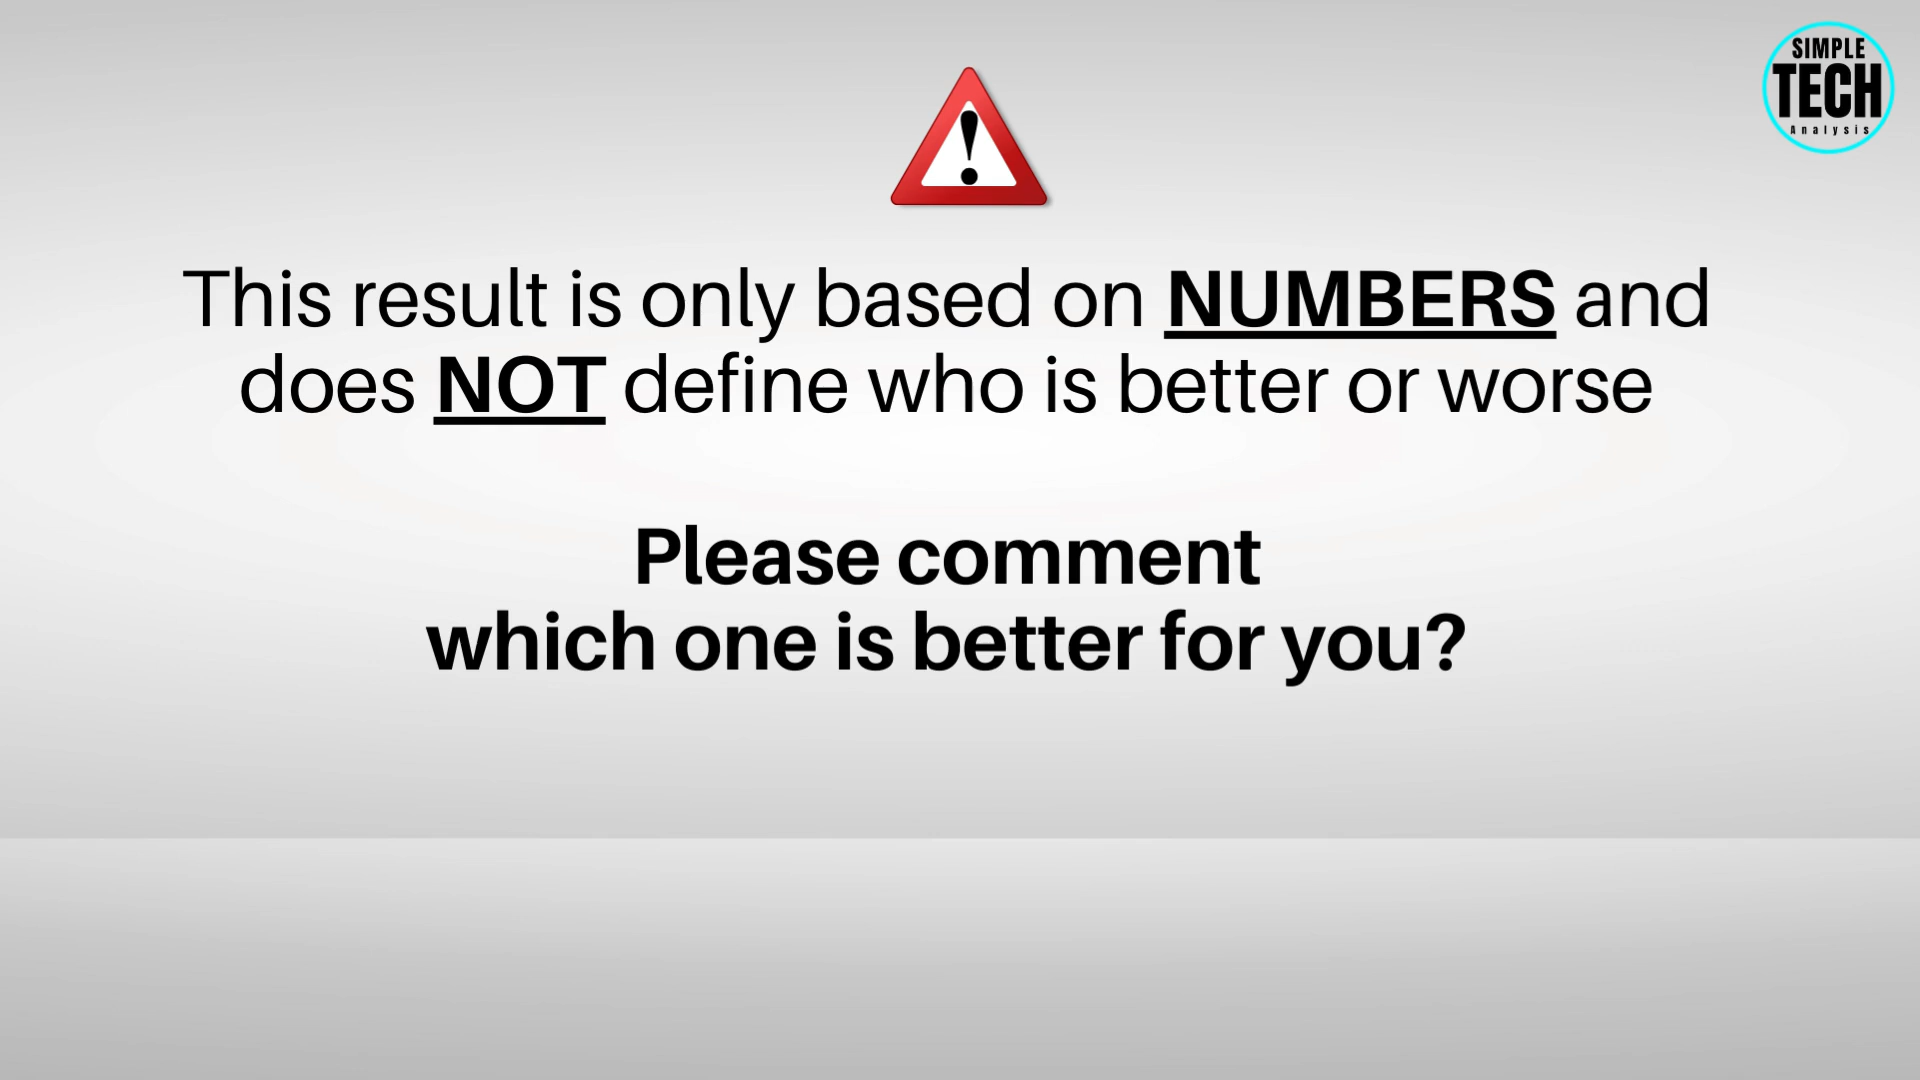 SIMPLE
TECH
Analysis
This result is only based on NUMBERS and
does NOT define who is better or worse
Please comment
which one is better for you?